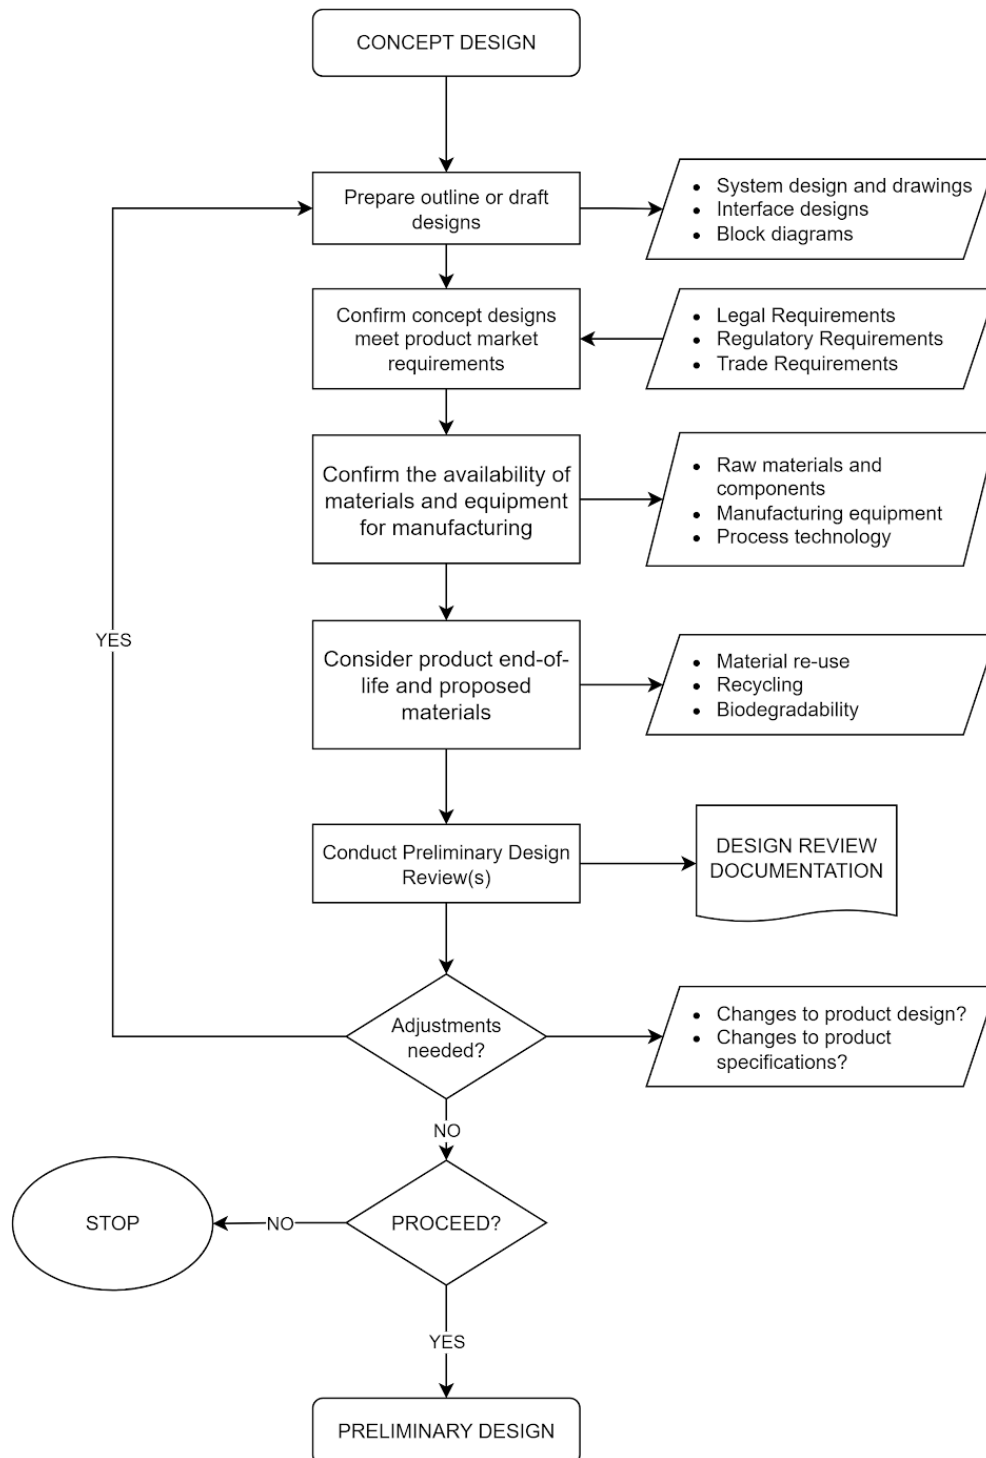 CONCEPT DESIGN
Prepare outline or draft
designs
• System design and drawings
• Interface designs
• Block diagrams
Confirm concept designs
meet product market
requirements
• Legal Requirements
• Regulatory Requirements
• Trade Requirements
Confirm the availability of
materials and equipment
for manufacturing
• Raw materials and
components
• Manufacturing equipment
• Process technology
YES
Consider product end-of-
life and proposed
materials
• Material re-use
• Recycling
• Biodegradability
Conduct Preliminary Design
Review(s)
DESIGN REVIEW
DOCUMENTATION
Adjustments
needed?
• Changes to product design?
• Changes to product
specifications?
NO
PROCEED?
NO
STOP
YES
PRELIMINARY DESIGN